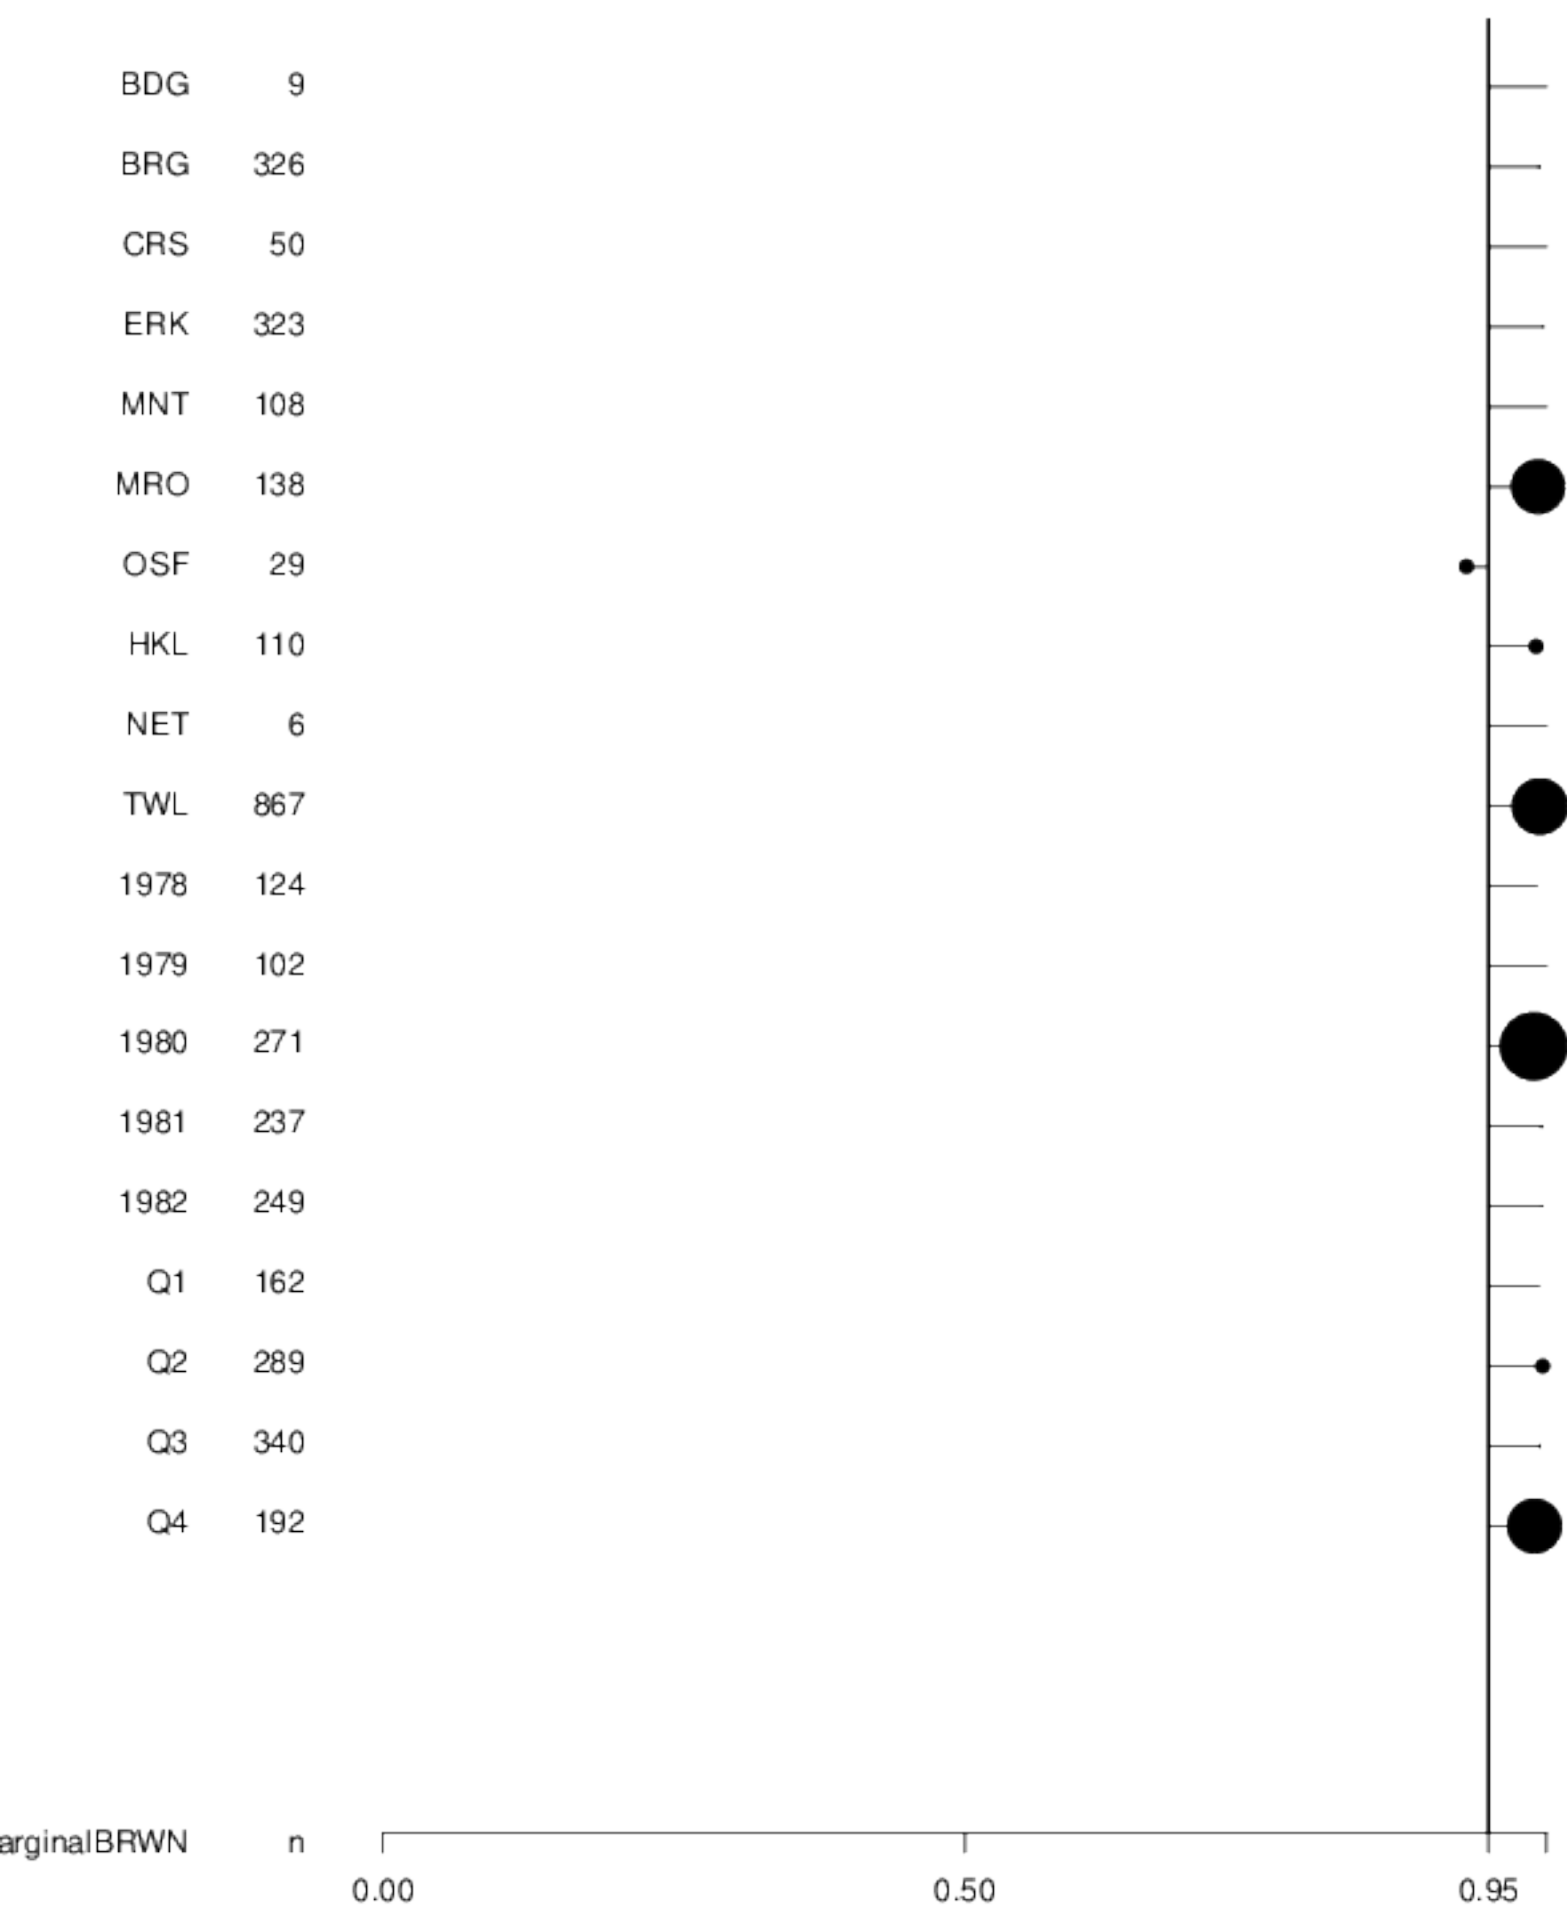 BDG 9
BRG 326
CRS 50
ERK 323
MNT 108
MRO 138
OSF 29
HKL 110
NET 6
TWL 867
1978 124
1979 102
1980 271
1981 237
1982 249
Q1 162
Q2 289
Q3 340
Q4 192
arginalBRWN n
0.00 0.50 0.95